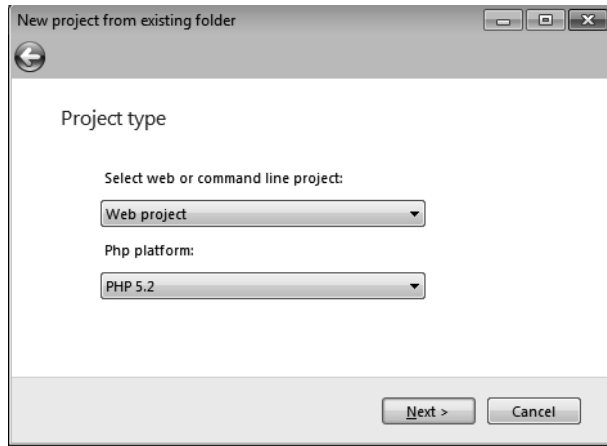 New project from existing folder
Project type
Select web or command line project:
Web project
Php platform:
PHP 5.2
Next > Cancel